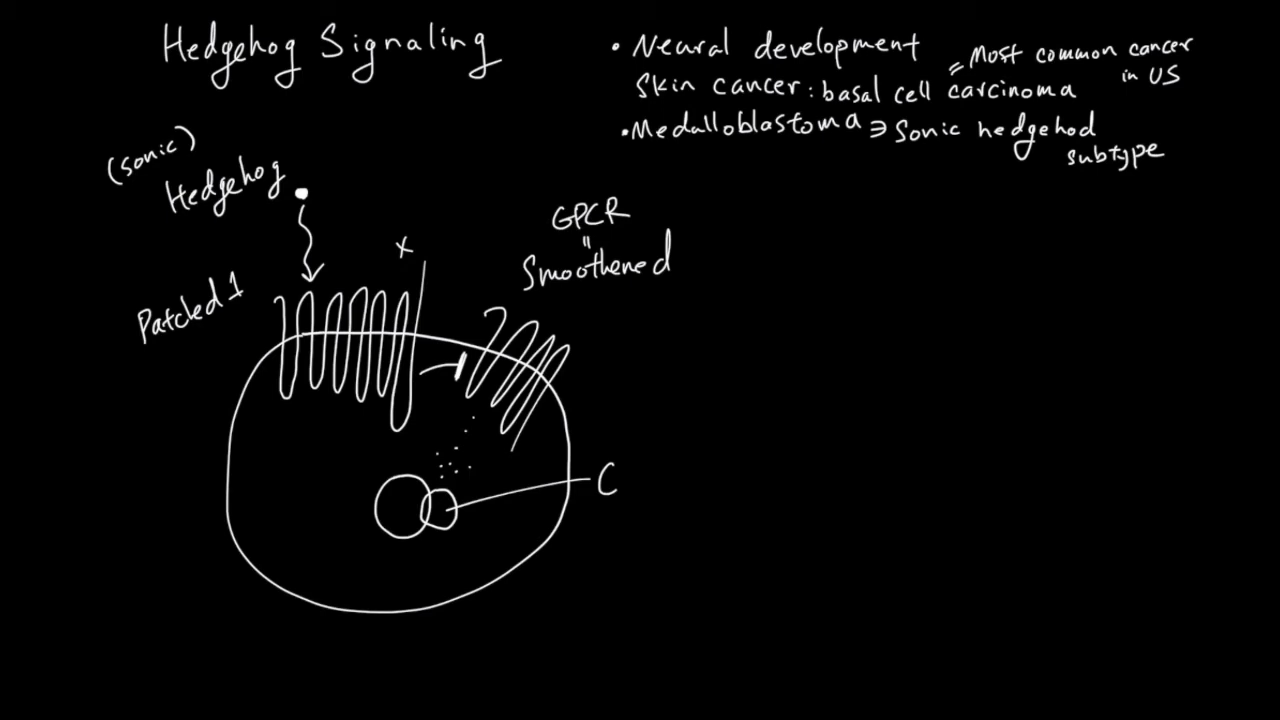 Hedgehog Signaling
• Neural development
= Most common cancer
in US
Skin cancer: basal cell carcinoma
• Medalloblastoma ∋ Sonic hedgehod
subtype
(sonic)
Hedgehog
GPCR
=
Smoothened
x
Patched 1
C